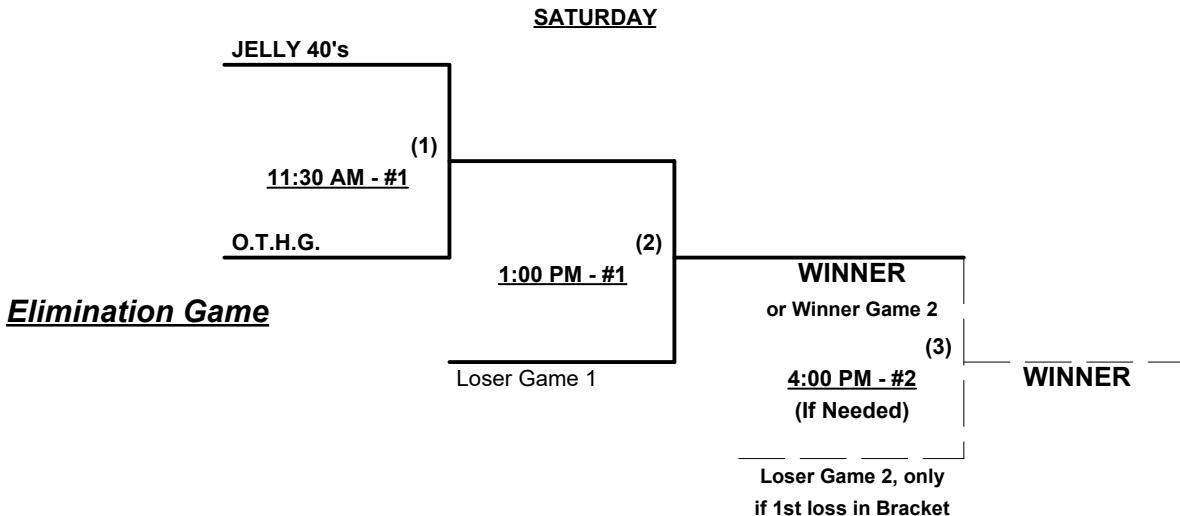 SATURDAY
JELLY 40's
(1)
11:30 AM - #1
O.T.H.G.
(2)
1:00 PM - #1
WINNER
Elimination Game
or Winner Game 2
(3)
Loser Game 1
4:00 PM - #2
WINNER
(If Needed)
Loser Game 2, only
if 1st loss in Bracket